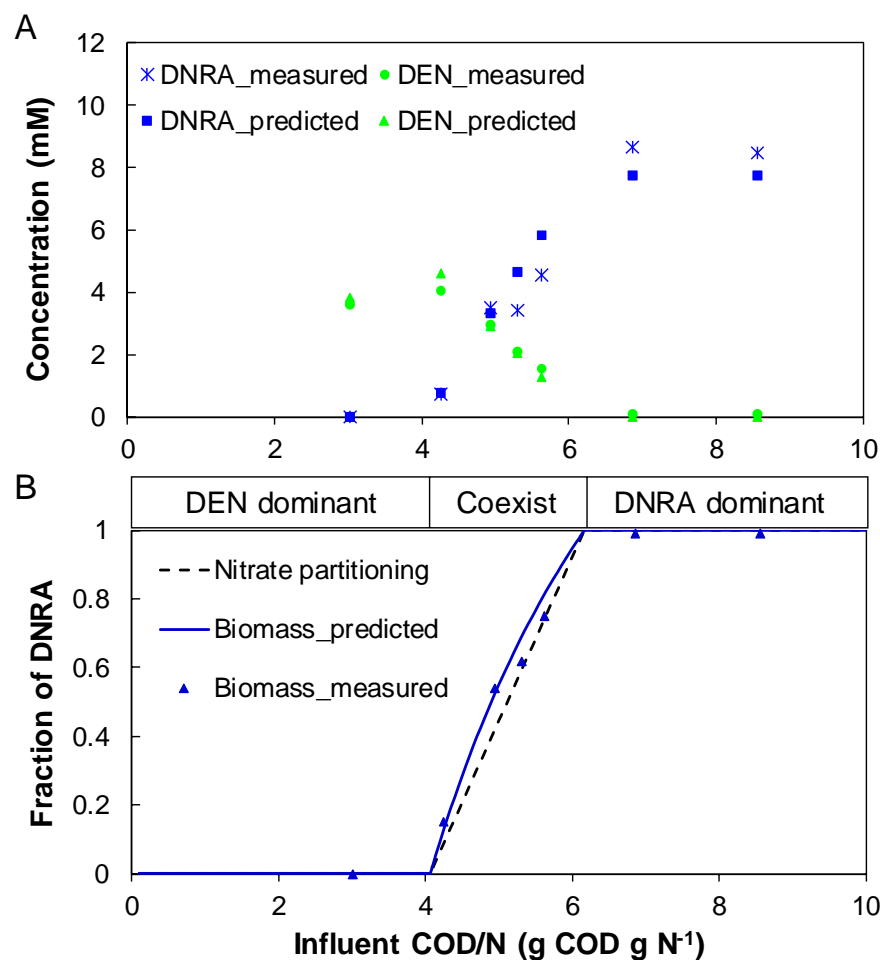 A
12
10
8
6
4
2
0
Concentration (mM)
DNRA_measured DEN_measured
DNRA_predicted DEN_predicted
0 2 4 6 8 10
B
DEN dominant Coexist DNRA dominant
1
0.8
0.6
0.4
0.2
0
Fraction of DNRA
Nitrate partitioning
Biomass_predicted
Biomass_measured
0 2 4 6 8 10
Influent COD/N (g COD g N⁻¹)